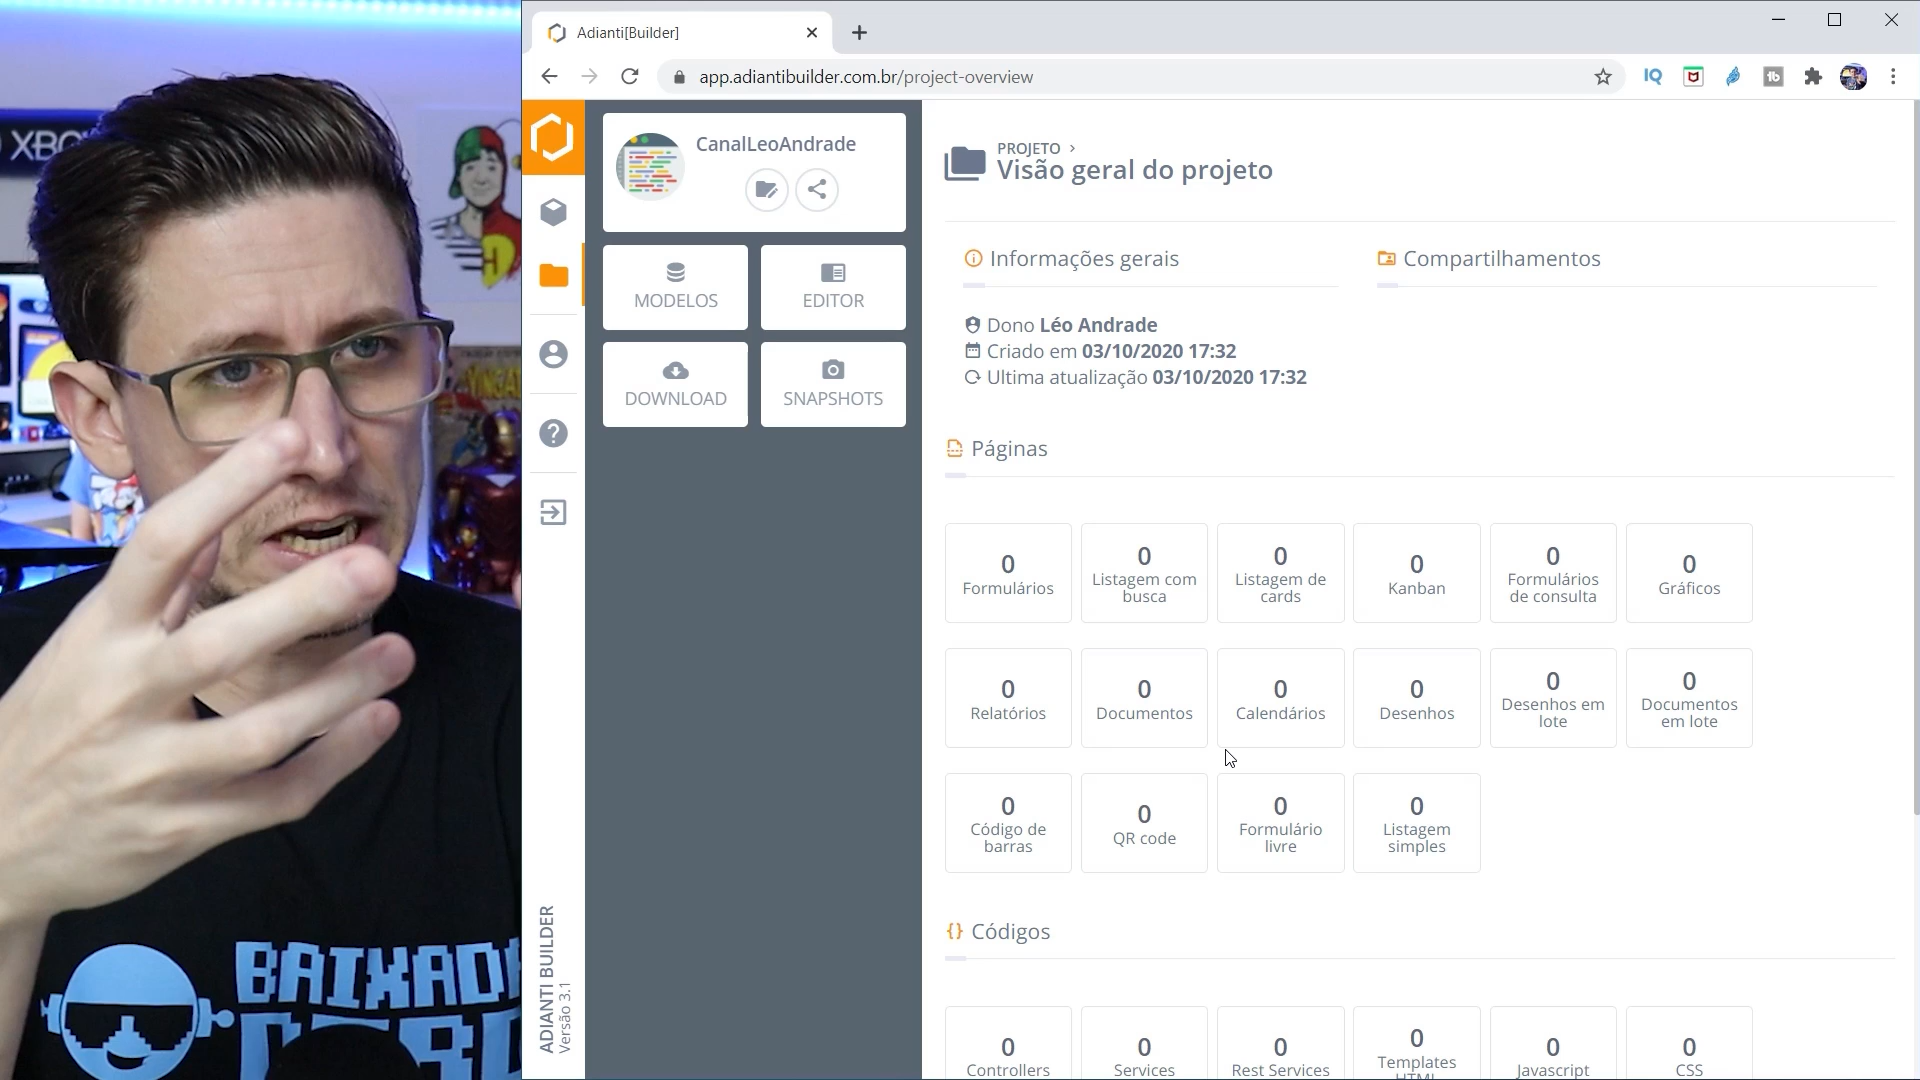 XBO
BAIXADA
Adianti[Builder]
app.adiantibuilder.com.br/project-overview
IQ
tb
CanalLeoAndrade
MODELOS
EDITOR
DOWNLOAD
SNAPSHOTS
ADIANTI BUILDER
Versão 3.1
PROJETO >
Visão geral do projeto
Informações gerais
Compartilhamentos
Dono Léo Andrade
Criado em 03/10/2020 17:32
Ultima atualização 03/10/2020 17:32
Páginas
0
Formulários
0
Listagem com
busca
0
Listagem de
cards
0
Kanban
0
Formulários
de consulta
0
Gráficos
0
Relatórios
0
Documentos
0
Calendários
0
Desenhos
0
Desenhos em
lote
0
Documentos
em lote
0
Código de
barras
0
QR code
0
Formulário
livre
0
Listagem
simples
{} Códigos
0
Controllers
0
Services
0
Rest Services
0
Templates
HTML
0
Javascript
0
CSS